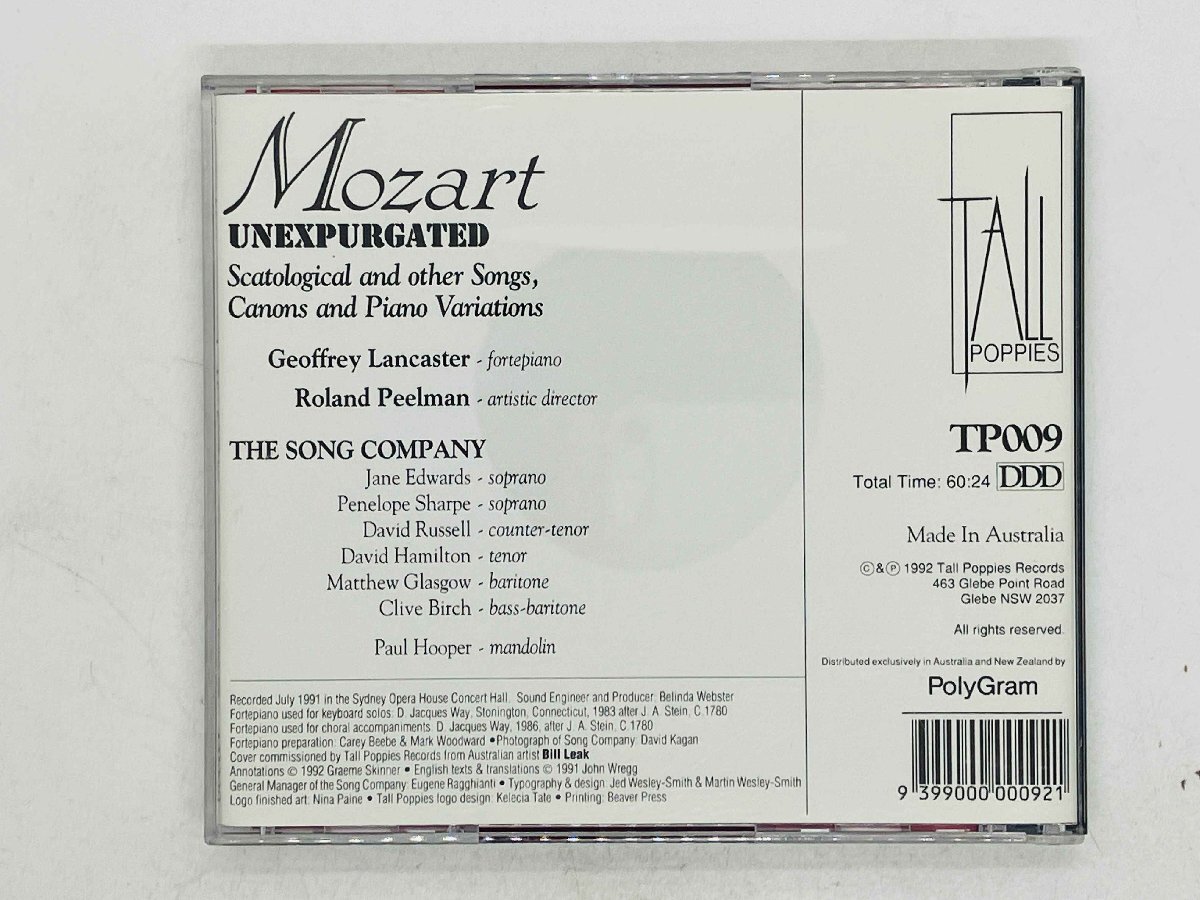 Mozart
UNEXPURGATED
Scatological and other Songs,
Canons and Piano Variations
Geoffrey Lancaster - fortepiano
Roland Peelman - artistic director
THE SONG COMPANY
Jane Edwards - soprano
Penelope Sharpe - soprano
David Russell - counter-tenor
David Hamilton - tenor
Matthew Glasgow - baritone
Clive Birch - bass-baritone
Paul Hooper - mandolin
Recorded July 1991 in the Sydney Opera House Concert Hall. Sound Engineer and Producer: Belinda Webster
Fortepiano used for keyboard solos: D. Jacques Way, Stonington, Connecticut, 1983 after J. A. Stein, C.1780
Fortepiano used for choral accompaniments: D. Jacques Way, 1986, after J. A. Stein, C.1780
Fortepiano preparation: Carey Beebe & Mark Woodward • Photograph of Song Company: David Kagan
Cover commissioned by Tall Poppies Records from Australian artist Bill Leak
Annotations © 1992 Graeme Skinner • English texts & translations © 1991 John Wregg
General Manager of the Song Company: Eugene Ragghianti • Typography & design: Jed Wesley-Smith & Martin Wesley-Smith
Logo finished art: Nina Paine • Tall Poppies logo design: Kelecia Tate • Printing: Beaver Press
TALL
POPPIES
TP009
Total Time: 60:24 DDD
Made In Australia
©&℗ 1992 Tall Poppies Records
463 Glebe Point Road
Glebe NSW 2037
All rights reserved.
Distributed exclusively in Australia and New Zealand by
PolyGram
9 399000 000921